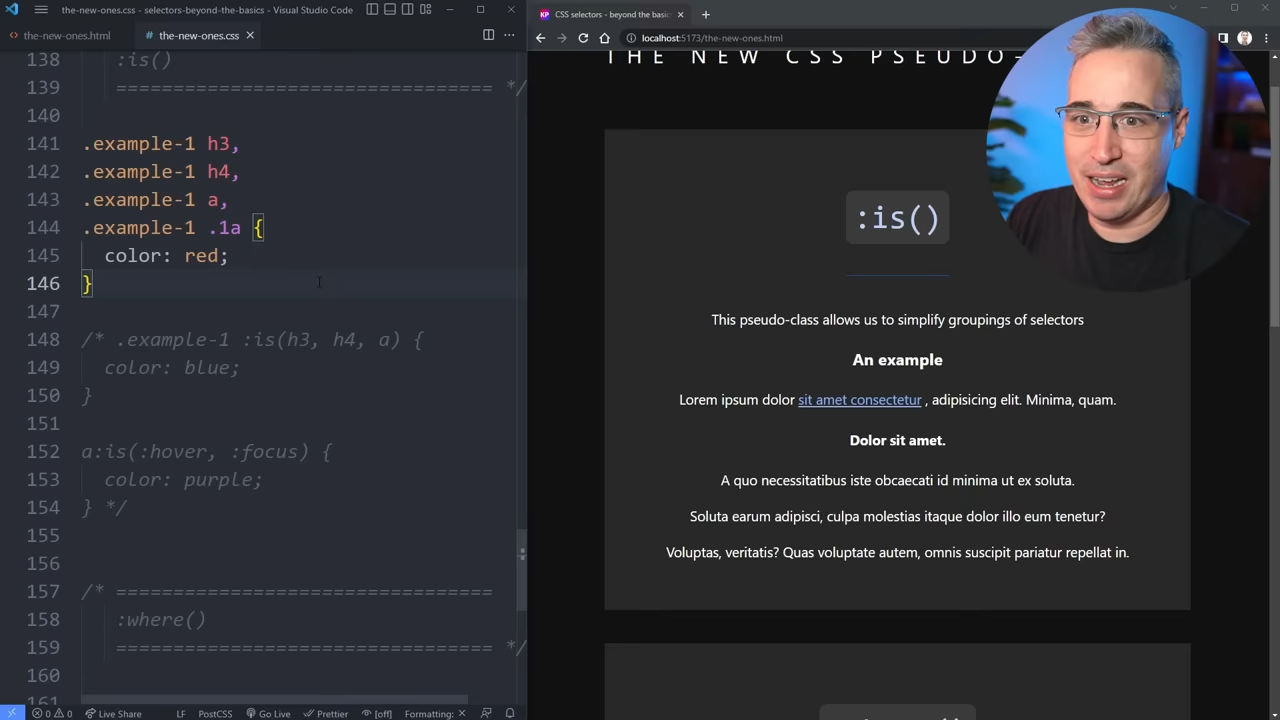 the-new-ones.css - selectors-beyond-the-basics - Visual Studio Code
<> the-new-ones.html
# the-new-ones.css
138 :is()
139 ================================ */
140
141 .example-1 h3,
142 .example-1 h4,
143 .example-1 a,
144 .example-1 .1a {
145 color: red;
146 }
147
148 /* .example-1 :is(h3, h4, a) {
149 color: blue;
150 }
151
152 a:is(:hover, :focus) {
153 color: purple;
154 } */
155
156
157 /* ================================
158 :where()
159 ================================ */
160
161
0 0 Live Share LF PostCSS Go Live Prettier [off] Formatting: ×
KP CSS selectors - beyond the basic
localhost:5173/the-new-ones.html
THE NEW CSS PSEUDO-
:is()
This pseudo-class allows us to simplify groupings of selectors
An example
Lorem ipsum dolor sit amet consectetur , adipisicing elit. Minima, quam.
Dolor sit amet.
A quo necessitatibus iste obcaecati id minima ut ex soluta.
Soluta earum adipisci, culpa molestias itaque dolor illo eum tenetur?
Voluptas, veritatis? Quas voluptate autem, omnis suscipit pariatur repellat in.